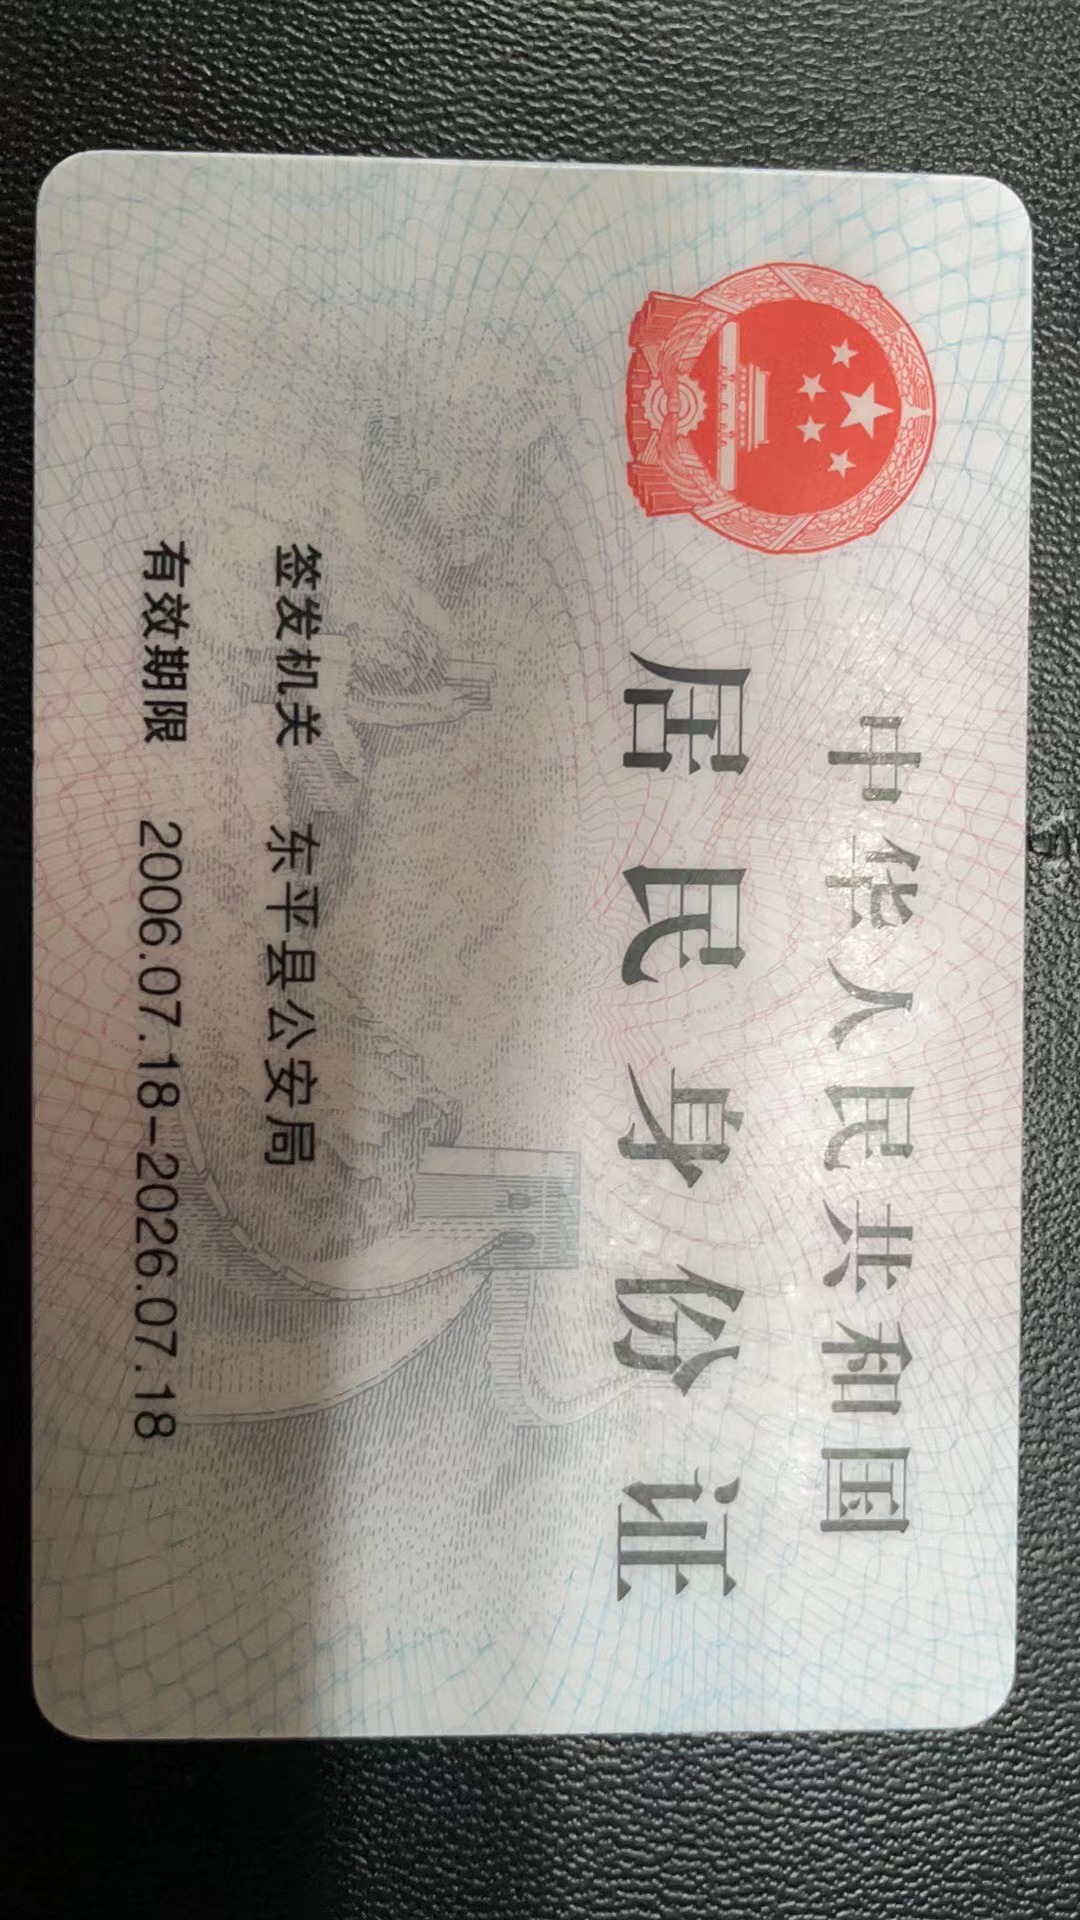 中华人民共和国
居民身份证
签发机关 东平县公安局
有效期限 2006.07.18-2026.07.18